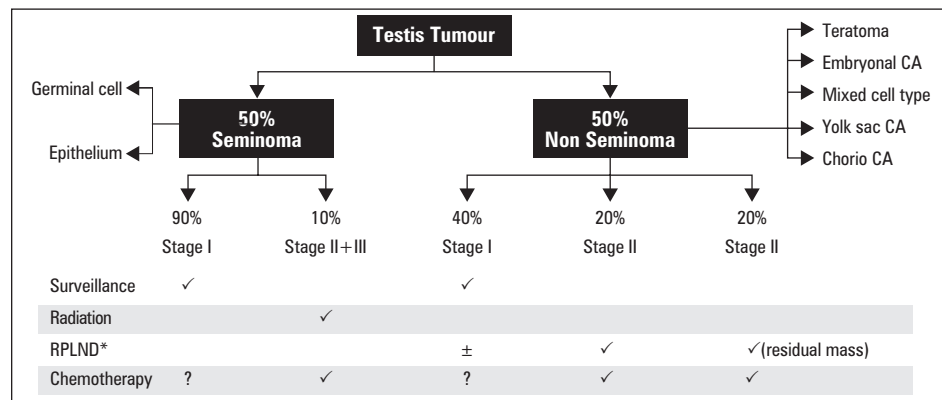 Testis Tumour
Teratoma
Embryonal CA
Mixed cell type
Yolk sac CA
Chorio CA
Germinal cell
Epithelium
50%
Seminoma
50%
Non Seminoma
90% 10% 40% 20% 20%
Stage I Stage II+III Stage I Stage II Stage II
Surveillance ✓ ✓
Radiation ✓
RPLND* ± ✓ ✓(residual mass)
Chemotherapy ? ✓ ? ✓ ✓